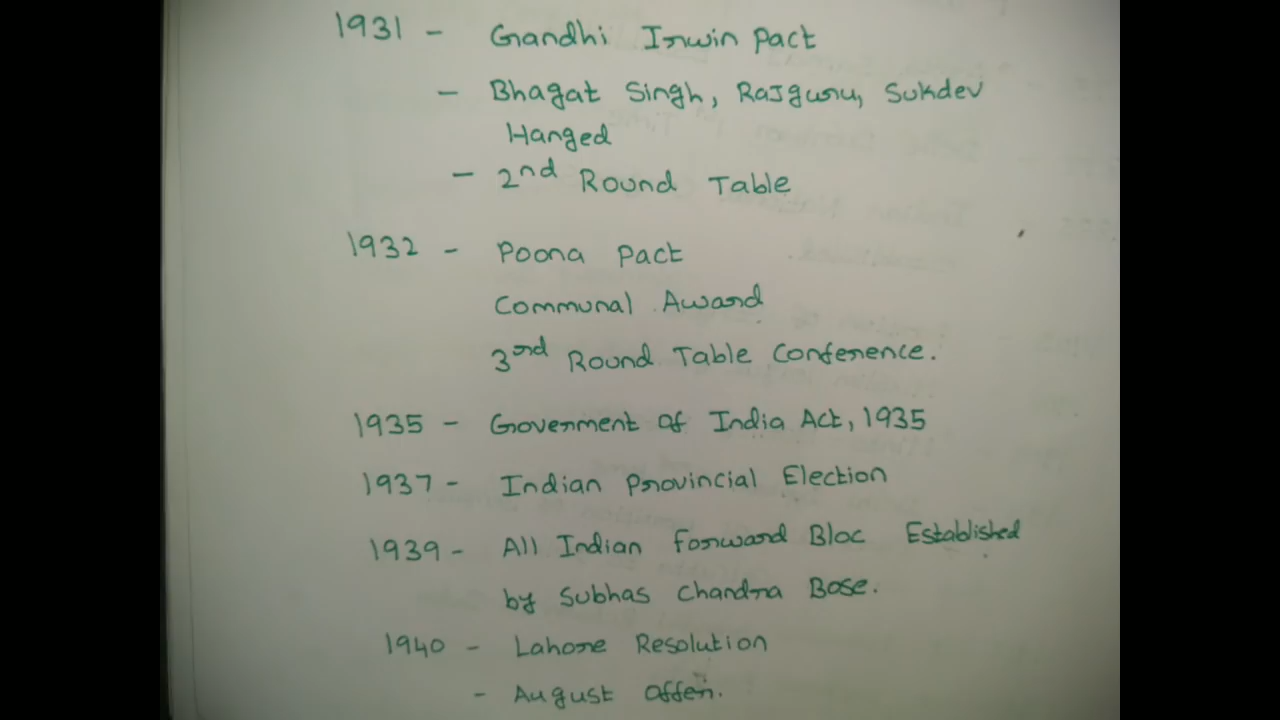 1931 - Gandhi Irwin Pact
- Bhagat Singh, Rajguru, Sukdev
Hanged
- 2nd Round Table
1932 - Poona Pact
Communal Award
3rd Round Table Conference.
1935 - Goverment of India Act, 1935
1937 - Indian Provincial Election
1939 - All Indian Forward Bloc Established
by Subhas Chandra Bose.
1940 - Lahore Resolution
- August Offer.